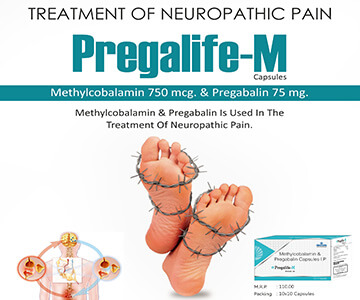 TREATMENT OF NEUROPATHIC PAIN
Pregalife-M
Capsules
Methylcobalamin 750 mcg. & Pregabalin 75 mg.
Methylcobalamin & Pregabalin Is Used In The
Treatment Of Neuropathic Pain.
Methylcobalamin &
Pregabalin Capsules I.P.
Pregalife-M
M.R.P. : 110.00
Packing : 10x10 Capsules